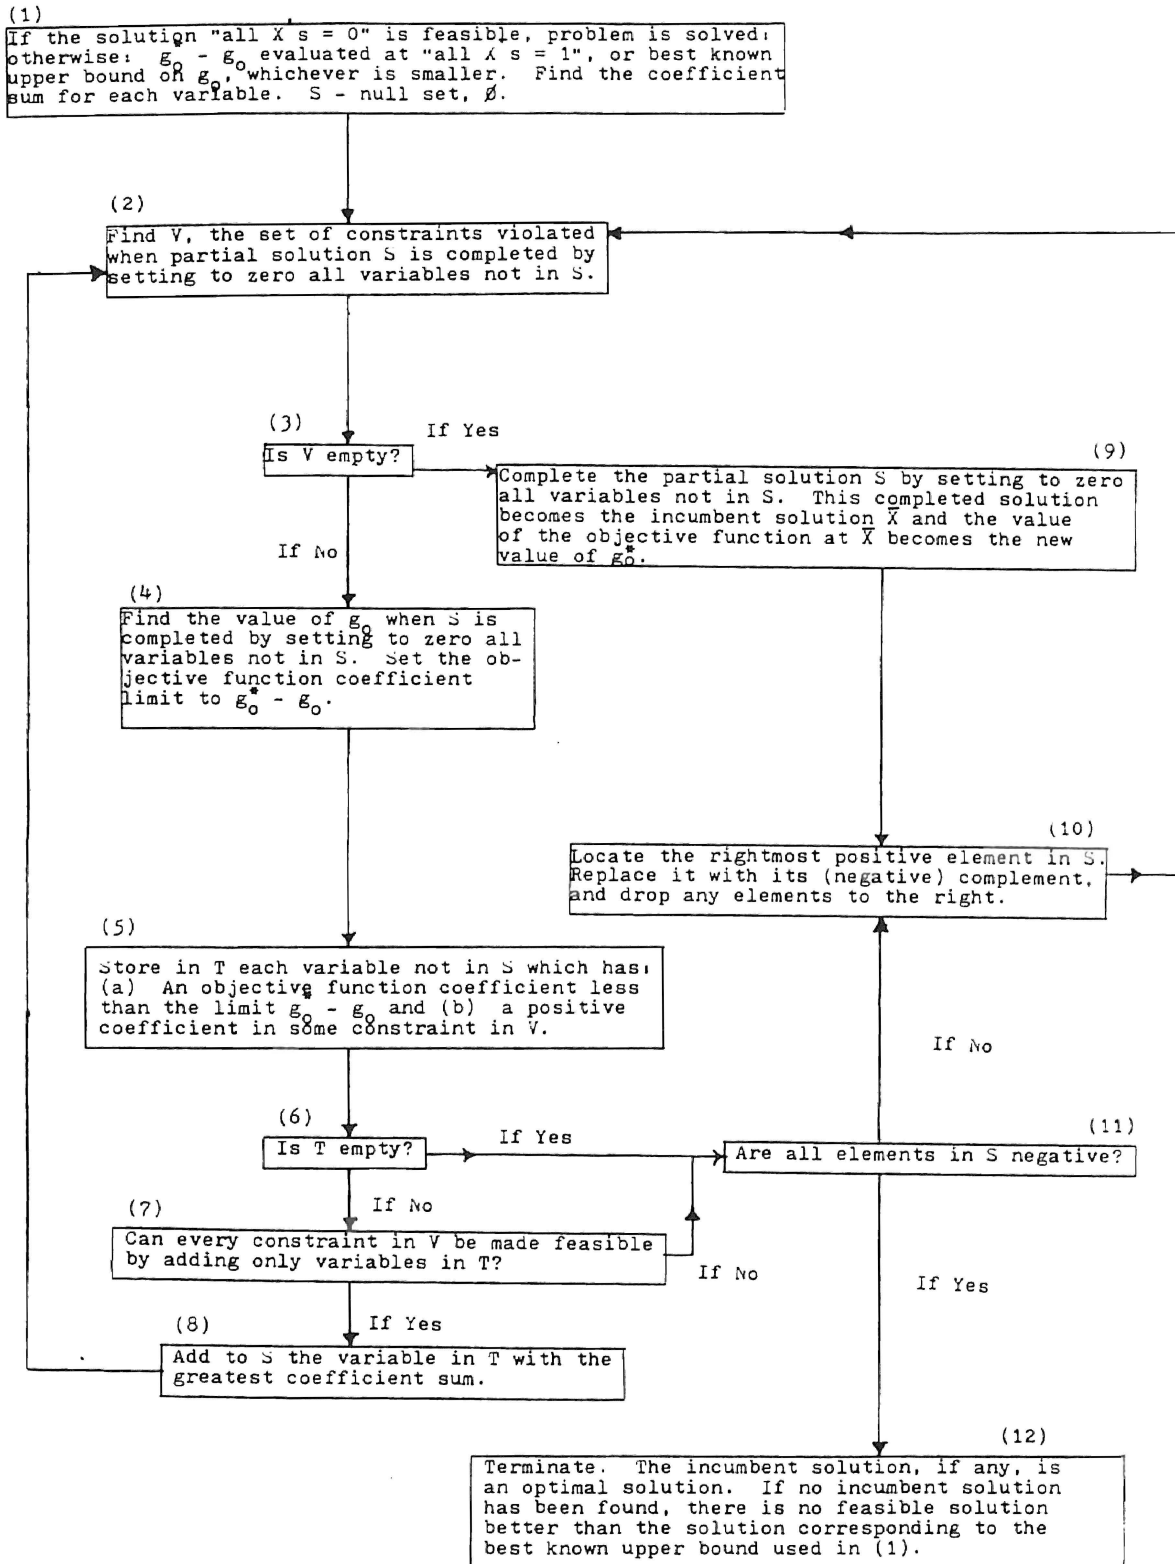 (1)
If the solution "all X s = 0" is feasible, problem is solved;
otherwise: g*o - go evaluated at "all X s = 1", or best known
upper bound on go, whichever is smaller. Find the coefficient
sum for each variable. S - null set, Ø.
(2)
Find V, the set of constraints violated
when partial solution S is completed by
setting to zero all variables not in S.
(3)
If Yes
Is V empty?
(9)
Complete the partial solution S by setting to zero
all variables not in S. This completed solution
becomes the incumbent solution X̅ and the value
of the objective function at X̅ becomes the new
value of g*o.
If No
(4)
Find the value of go when S is
completed by setting to zero all
variables not in S. Set the ob-
jective function coefficient
limit to g*o - go.
(10)
Locate the rightmost positive element in S.
Replace it with its (negative) complement,
and drop any elements to the right.
(5)
Store in T each variable not in S which has:
(a) An objective function coefficient less
than the limit g*o - go and (b) a positive
coefficient in some constraint in V.
If No
(6)
If Yes
Is T empty?
(11)
Are all elements in S negative?
If No
(7)
Can every constraint in V be made feasible
by adding only variables in T?
If No
If Yes
If Yes
(8)
Add to S the variable in T with the
greatest coefficient sum.
(12)
Terminate. The incumbent solution, if any, is
an optimal solution. If no incumbent solution
has been found, there is no feasible solution
better than the solution corresponding to the
best known upper bound used in (1).